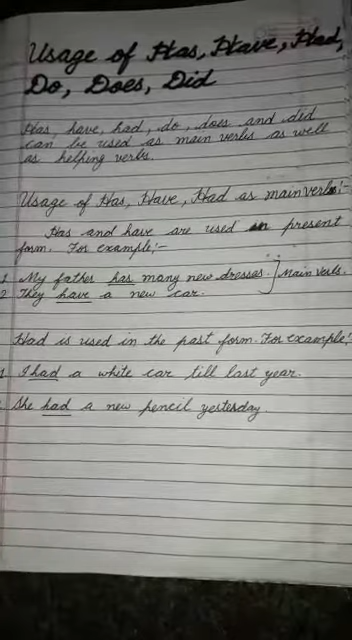 Usage of Has, Have, Had,
Do, Does, Did
Has, have, had, do, does and did
can be used as main verbs as well
as helping verbs.
Usage of Has, Have, Had as main verbs:-
Has and have are used in present
form. For example:-
1. My father has many new dresses. ] Main verbs.
2 They have a new car.
Had is used in the past form. For example:
1. I had a white car till last year.
She had a new pencil yesterday.